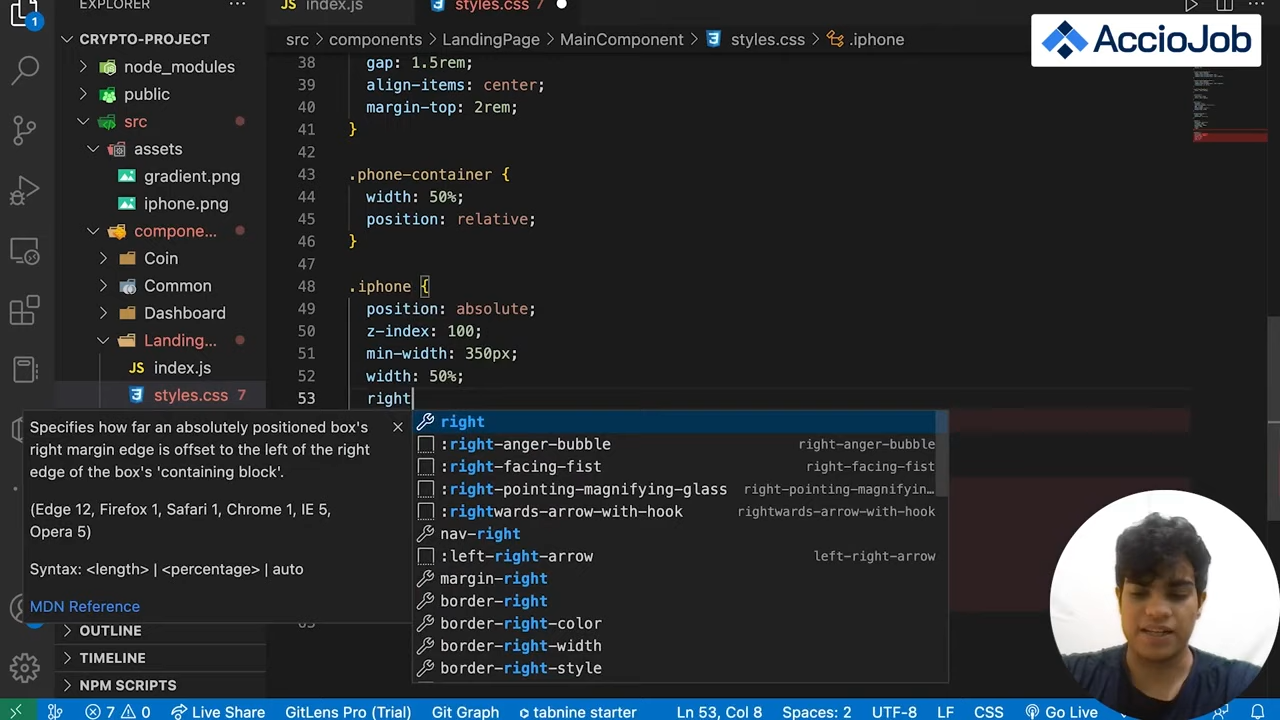 EXPLORER
···
JS index.js
styles.css 7
AccioJob
1
CRYPTO-PROJECT
src > components > LandingPage > MainComponent > styles.css > .iphone
node_modules
public
src
assets
gradient.png
iphone.png
compone...
Coin
Common
Dashboard
Landing...
JS index.js
styles.css 7
38 gap: 1.5rem;
39 align-items: center;
40 margin-top: 2rem;
41 }
42
43 .phone-container {
44 width: 50%;
45 position: relative;
46 }
47
48 .iphone {
49 position: absolute;
50 z-index: 100;
51 min-width: 350px;
52 width: 50%;
53 right
Specifies how far an absolutely positioned box's
right margin edge is offset to the left of the right
edge of the box's 'containing block'.
(Edge 12, Firefox 1, Safari 1, Chrome 1, IE 5,
Opera 5)
Syntax: <length> | <percentage> | auto
MDN Reference
right
:right-anger-bubble right-anger-bubble
:right-facing-fist right-facing-fist
:right-pointing-magnifying-glass right-pointing-magnifyin…
:rightwards-arrow-with-hook rightwards-arrow-with-hook
nav-right
:left-right-arrow left-right-arrow
margin-right
border-right
border-right-color
border-right-width
border-right-style
OUTLINE
TIMELINE
NPM SCRIPTS
7 0 Live Share GitLens Pro (Trial) Git Graph tabnine starter Ln 53, Col 8 Spaces: 2 UTF-8 LF CSS Go Live